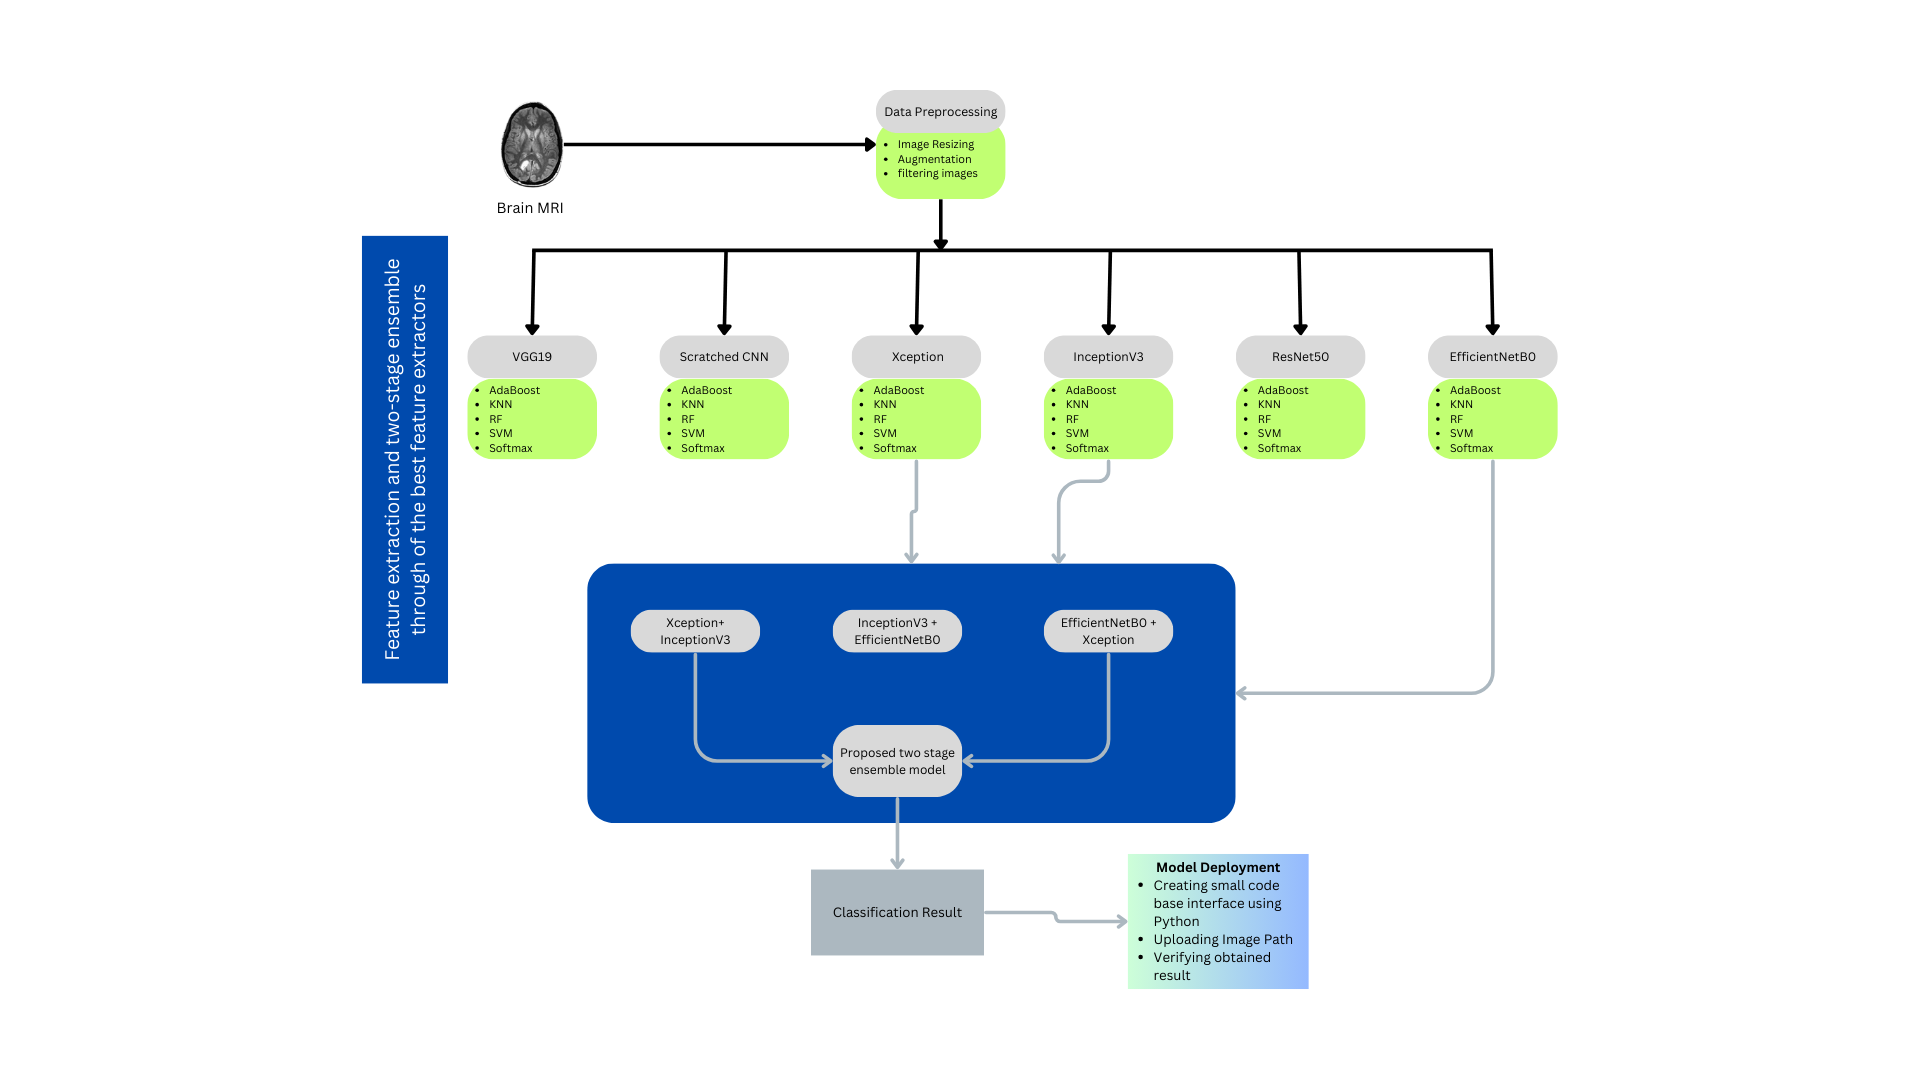 Data Preprocessing
Image Resizing
Augmentation
filtering images
Brain MRI
Feature extraction and two-stage ensemble
through of the best feature extractors
VGG19
AdaBoost
KNN
RF
SVM
Softmax
Scratched CNN
AdaBoost
KNN
RF
SVM
Softmax
Xception
AdaBoost
KNN
RF
SVM
Softmax
InceptionV3
AdaBoost
KNN
RF
SVM
Softmax
ResNet50
AdaBoost
KNN
RF
SVM
Softmax
EfficientNetB0
AdaBoost
KNN
RF
SVM
Softmax
Xception+
InceptionV3
InceptionV3 +
EfficientNetB0
EfficientNetB0 +
Xception
Proposed two stage
ensemble model
Classification Result
Model Deployment
Creating small code
base interface using
Python
Uploading Image Path
Verifying obtained
result